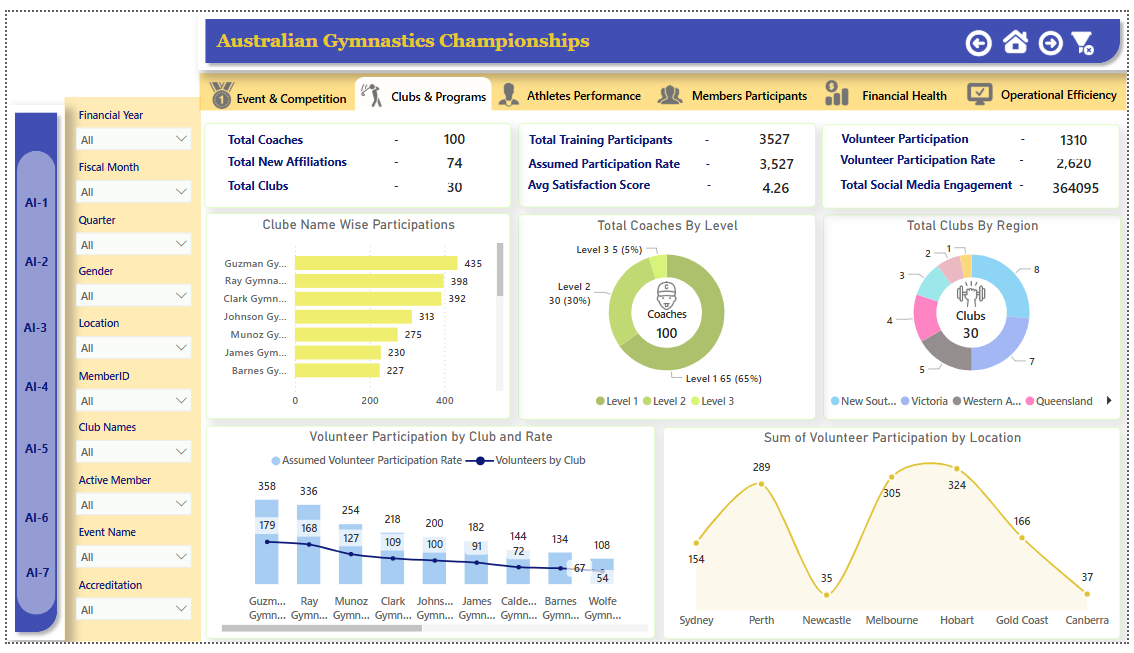 Australian Gymnastics Championships
Event & Competition
Clubs & Programs
Athletes Performance
Members Participants
Financial Health
Operational Efficiency
AI-1
AI-2
AI-3
AI-4
AI-5
AI-6
AI-7
Financial Year
All
Fiscal Month
All
Quarter
All
Gender
All
Location
All
MemberID
All
Club Names
All
Active Member
All
Event Name
All
Accreditation
All
Total Coaches - 100
Total New Affiliations - 74
Total Clubs - 30
Total Training Participants - 3527
Assumed Participation Rate - 3,527
Avg Satisfaction Score - 4.26
Volunteer Participation - 1310
Volunteer Participation Rate - 2,620
Total Social Media Engagement - 364095
Clube Name Wise Participations
Guzman Gy... 435
Ray Gymna... 398
Clark Gymn... 392
Johnson Gy... 313
Munoz Gy... 275
James Gym... 230
Barnes Gy... 227
0 200 400
Total Coaches By Level
Level 3 5 (5%)
Level 2
30 (30%)
C
Coaches
100
Level 1 65 (65%)
Level 1 Level 2 Level 3
Total Clubs By Region
1
2
3
4
5
7
8
Clubs
30
New Sout... Victoria Western A... Queensland
Volunteer Participation by Club and Rate
Assumed Volunteer Participation Rate Volunteers by Club
358 336 254 218 200 182 144 134 108
179 168 127 109 100 91 72 67 54
Guzm... Ray Munoz Clark Johns... James Calde... Barnes Wolfe
Gymn... Gymn... Gymn... Gymn... Gymn... Gymn... Gymn... Gymn... Gymn...
Sum of Volunteer Participation by Location
154 289 35 305 324 166 37
Sydney Perth Newcastle Melbourne Hobart Gold Coast Canberra